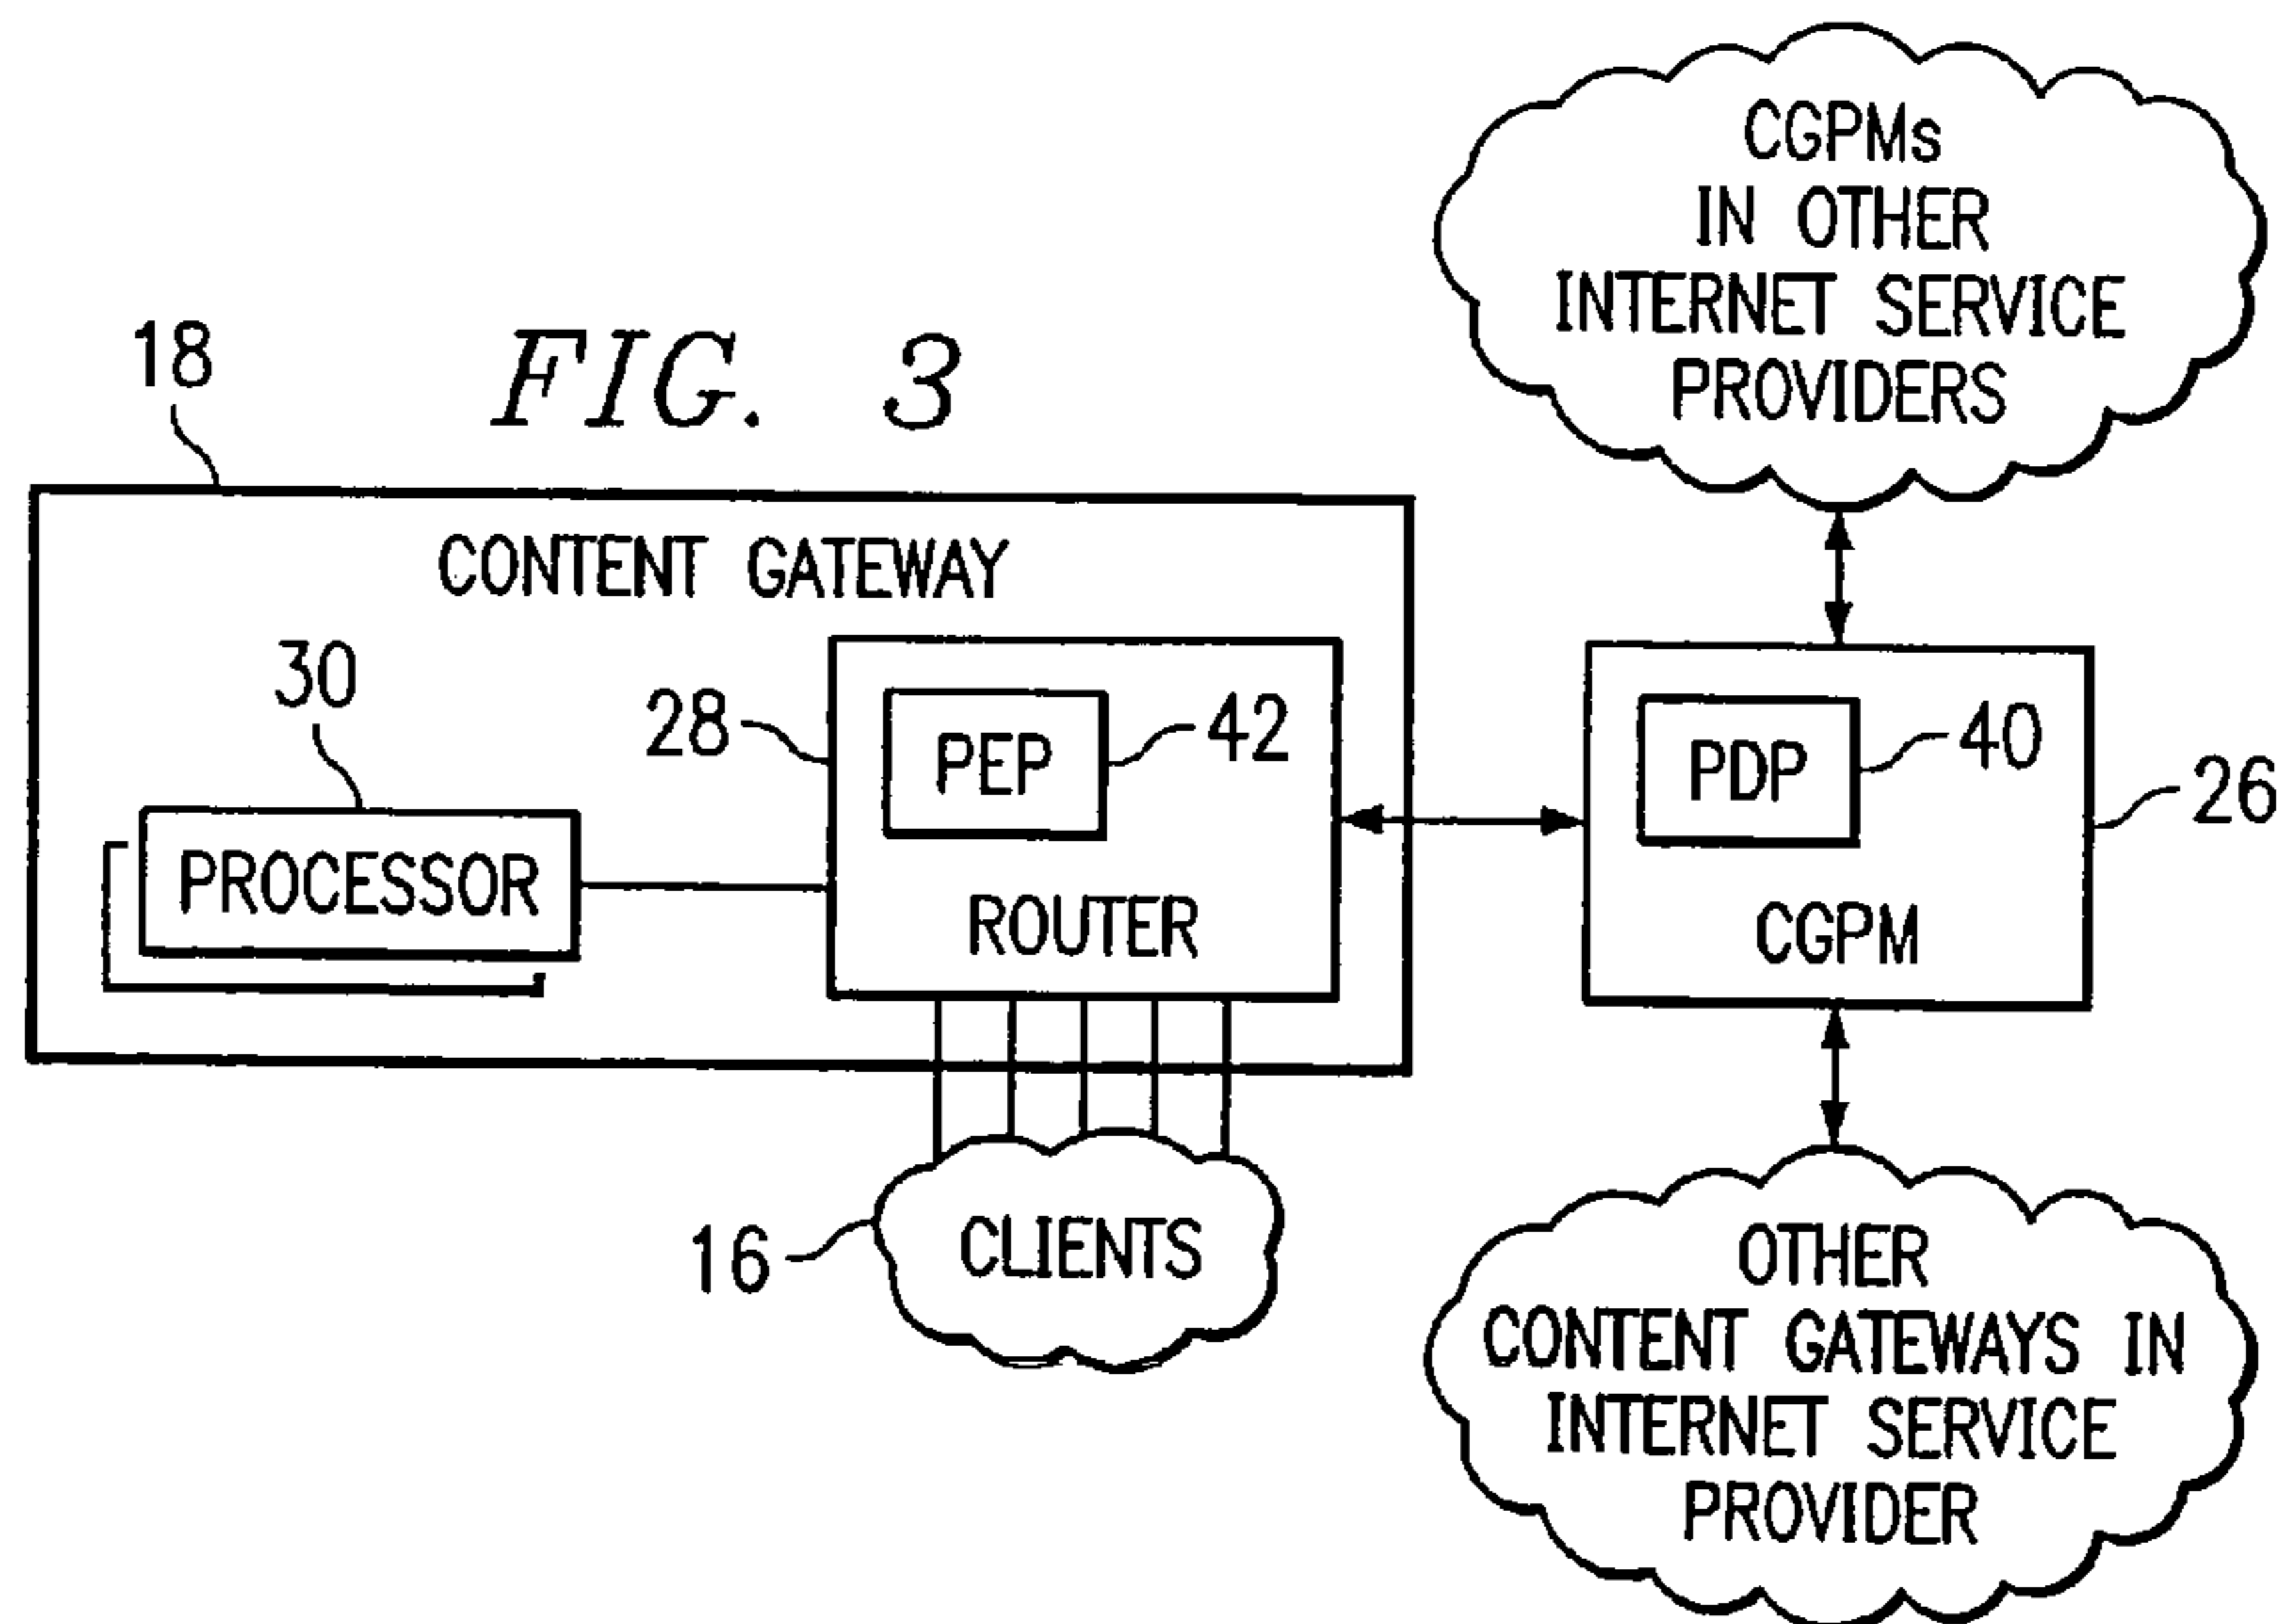 CGPMs
IN OTHER
INTERNET SERVICE
PROVIDERS
18
FIG. 3
CONTENT GATEWAY
30
28
PEP
42
PDP
40
26
PROCESSOR
ROUTER
CGPM
16
CLIENTS
OTHER
CONTENT GATEWAYS IN
INTERNET SERVICE
PROVIDER